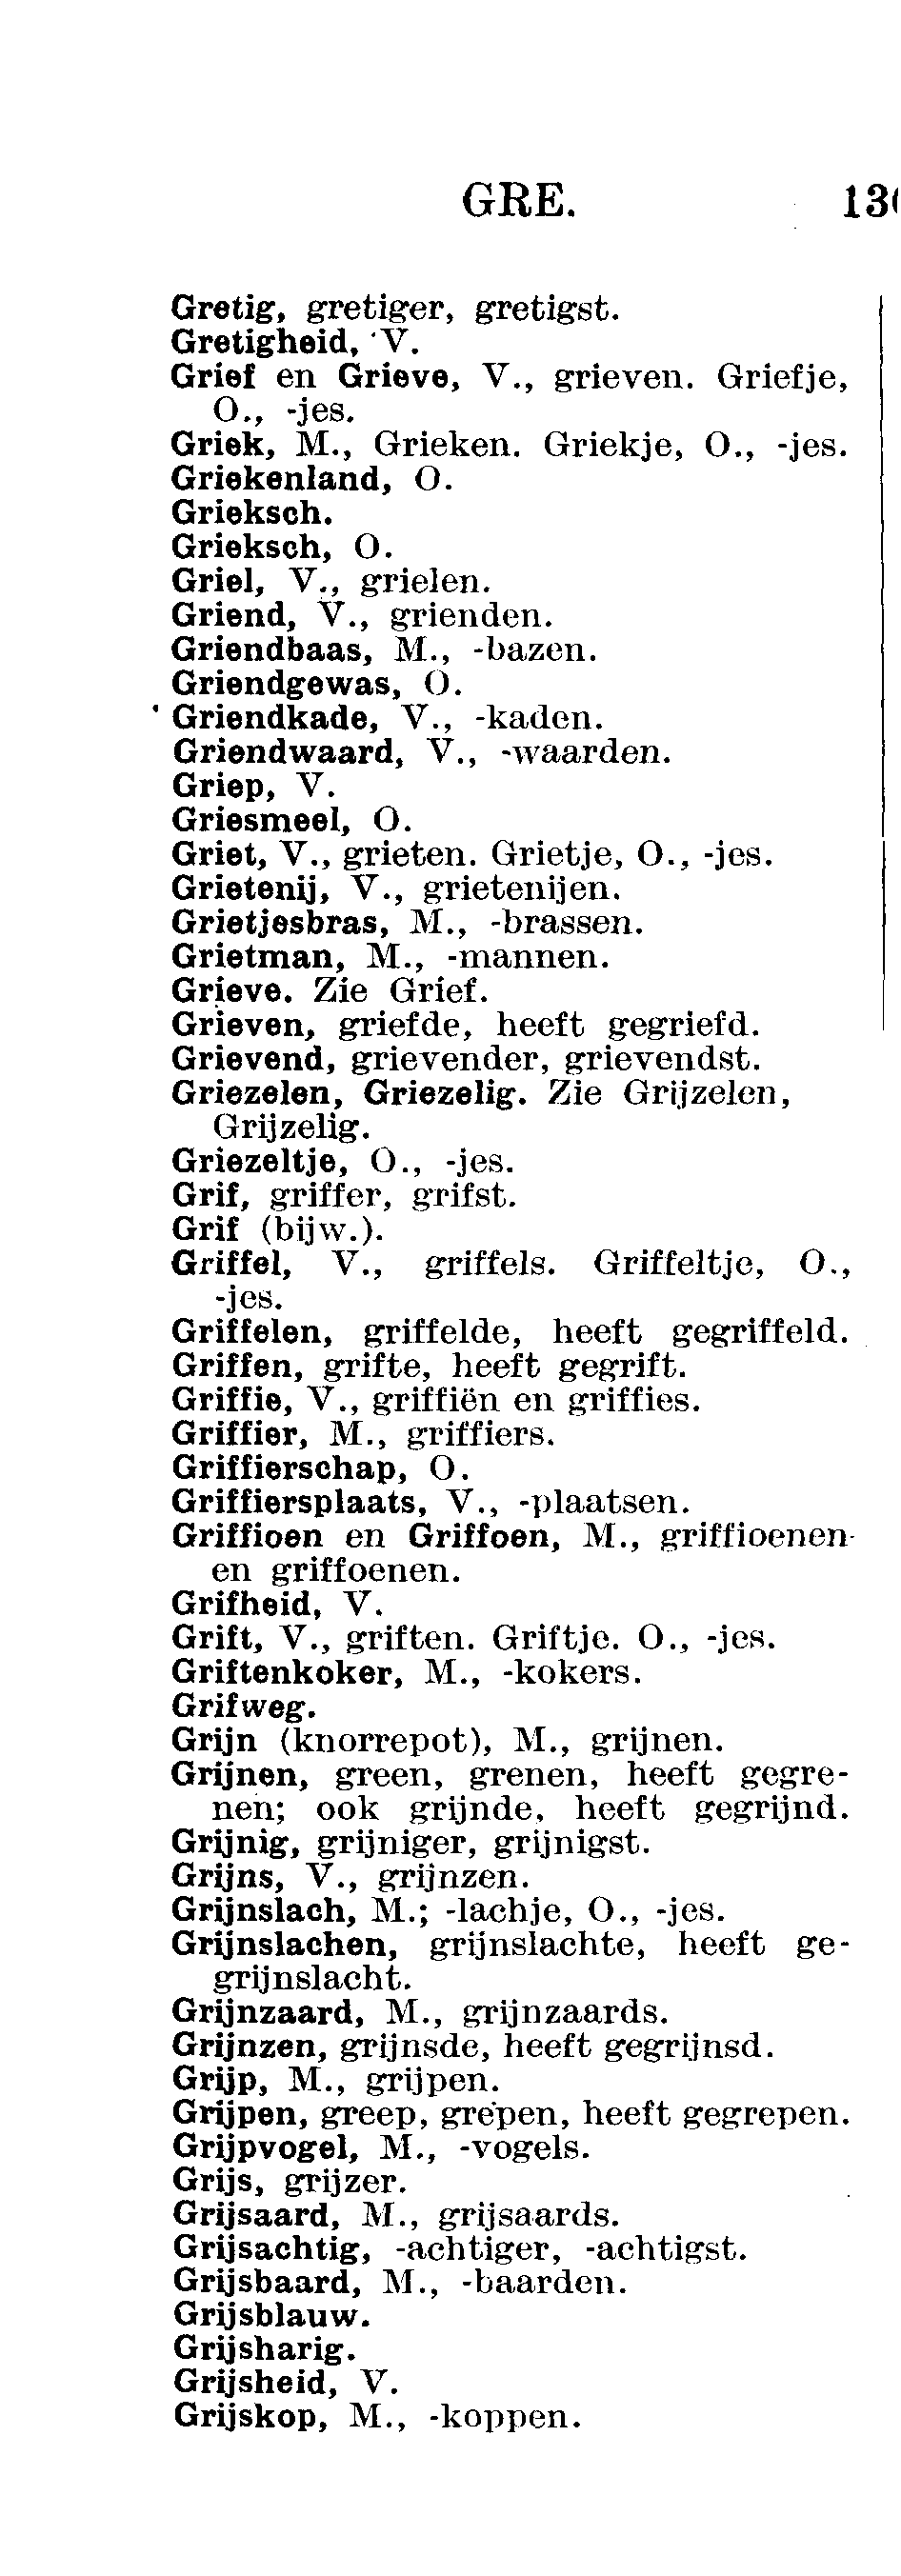 GRE.
Gretig, gretiger, gretigst.
Gretigheid, V.
Grief en Grieve, V., grieven. Griefje,
O., -jes.
Griek, M., Grieken. Griekje, O., -jes.
Griekenland, O.
Grieksch.
Grieksch, O.
Griel, V., grielen.
Griend, V., grienden.
Griendbaas, M., -bazen.
Griendgewas, O.
Griendkade, V., -kaden.
Griendwaard, V., -waarden.
Griep, V.
Griesmeel, O.
Griet, V., grieten. Grietje, O., -jes.
Grietenij, V., grietenijen.
Grietjesbras, M., -brassen.
Grietman, M., -mannen.
Grieve. Zie Grief.
Grieven, griefde, heeft gegriefd.
Grievend, grievender, grievendst.
Griezelen, Griezelig. Zie Grijzelen,
Grijzelig.
Griezeltje, O., -jes.
Grif, griffer, grifst.
Grif (bijw.).
Griffel, V., griffels. Griffeltje, O.,
-jes.
Griffelen, griffelde, heeft gegriffeld.
Griffen, grifte, heeft gegrift.
Griffie, V., griffiën en griffies.
Griffier, M., griffiers.
Griffierschap, O.
Griffiersplaats, V., -plaatsen.
Griffioen en Griffoen, M., griffioenen
en griffoenen.
Grifheid, V.
Grift, V., griften. Griftje. O., -jes.
Griftenkoker, M., -kokers.
Grifweg.
Grijn (knorrepot), M., grijnen.
Grijnen, green, grenen, heeft gegre-
nen; ook grijnde, heeft gegrijnd.
Grijnig, grijniger, grijnigst.
Grijns, V., grijnzen.
Grijnslach, M.; -lachje, O., -jes.
Grijnslachen, grijnslachte, heeft ge-
grijnslacht.
Grijnzaard, M., grijnzaards.
Grijnzen, grijnsde, heeft gegrijnsd.
Grijp, M., grijpen.
Grijpen, greep, grepen, heeft gegrepen.
Grijpvogel, M., -vogels.
Grijs, grijzer.
Grijsaard, M., grijsaards.
Grijsachtig, -achtiger, -achtigst.
Grijsbaard, M., -baarden.
Grijsblauw.
Grijsharig.
Grijsheid, V.
Grijskop, M., -koppen.